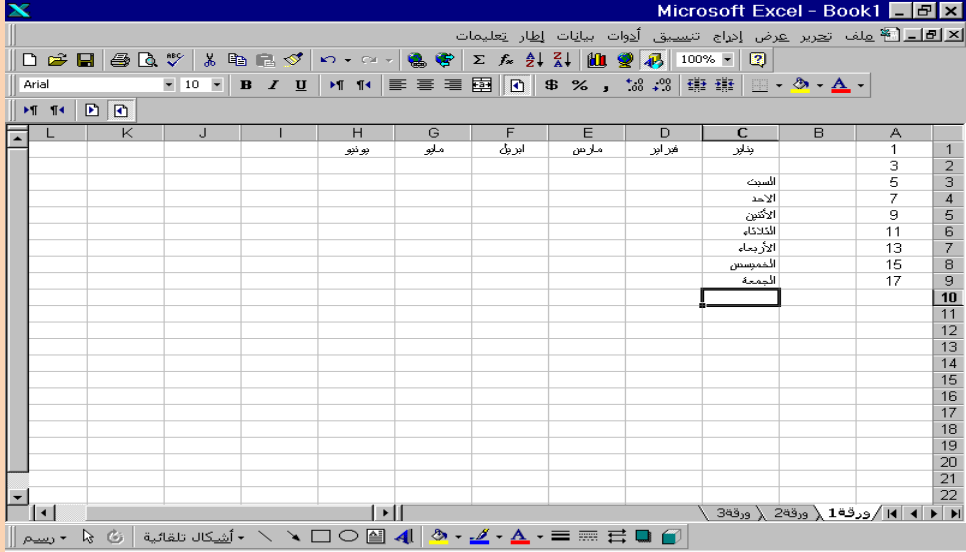 Microsoft Excel - Book1
ملف تحرير عرض إدراج تنسيق أدوات بيانات إطار تعليمات
100%
Arial 10 B I U $ % ,
L K J I H G F E D C B A
1 1 يناير فبراير مارس ابريل مايو يونيو
2 3
3 5 السبت
4 7 الاحد
5 9 الأثنين
6 11 الثلاثاء
7 13 الأربعاء
8 15 الخميسس
9 17 الجمعة
10
11
12
13
14
15
16
17
18
19
20
21
22
ورقة1 ورقة2 ورقة3
رسم أشكال تلقائية